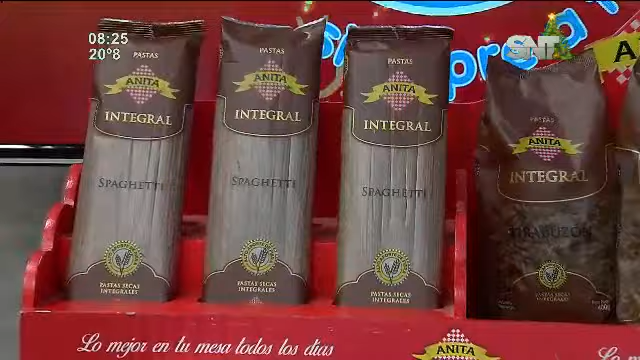 08:25
20°8
SNT
PASTAS
ANITA
INTEGRAL
SPAGHETTI
PASTAS SECAS
INTEGRALES
PASTAS
ANITA
INTEGRAL
SPAGHETTI
PASTAS SECAS
INTEGRALES
PASTAS
ANITA
INTEGRAL
SPAGHETTI
PASTAS SECAS
INTEGRALES
PASTAS
ANITA
INTEGRAL
TIRABUZÓN
PASTAS SECAS
INTEGRALES
Lo mejor en tu mesa todos los días
ANITA